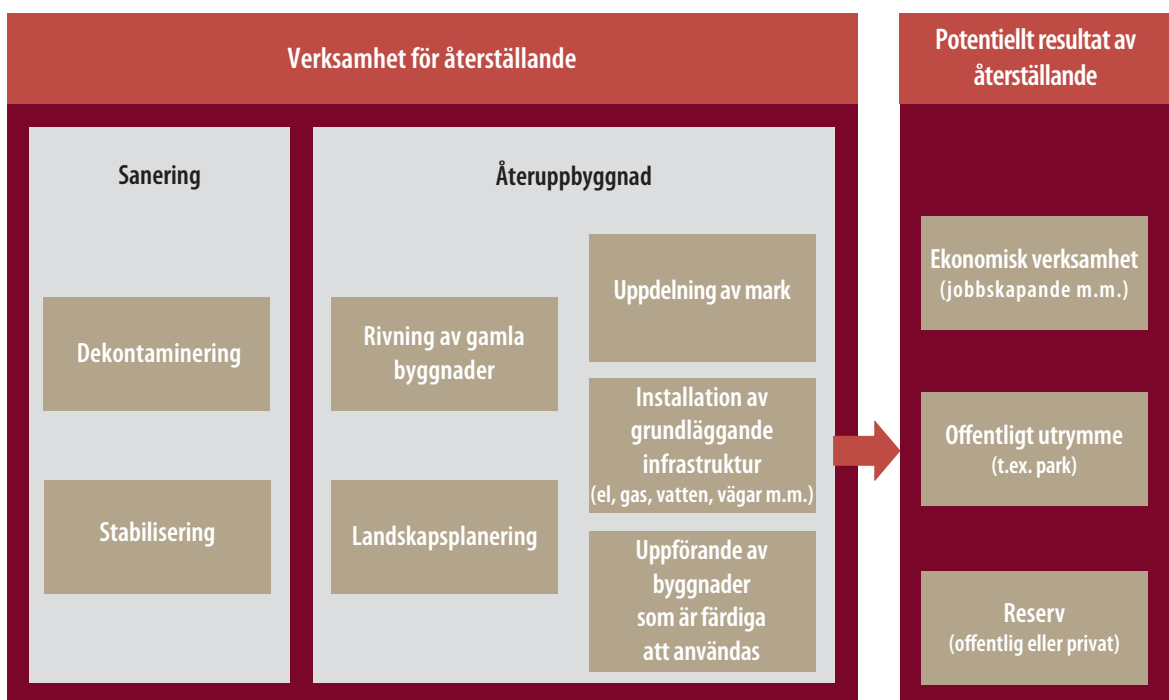 Verksamhet för återställande
Potentiellt resultat av
återställande
Sanering
Dekontaminering
Stabilisering
Återuppbyggnad
Rivning av gamla
byggnader
Landskapsplanering
Uppdelning av mark
Installation av
grundläggande
infrastruktur
(el, gas, vatten, vägar m.m.)
Uppförande av
byggnader
som är färdiga
att användas
Ekonomisk verksamhet
(jobbskapande m.m.)
Offentligt utrymme
(t.ex. park)
Reserv
(offentlig eller privat)